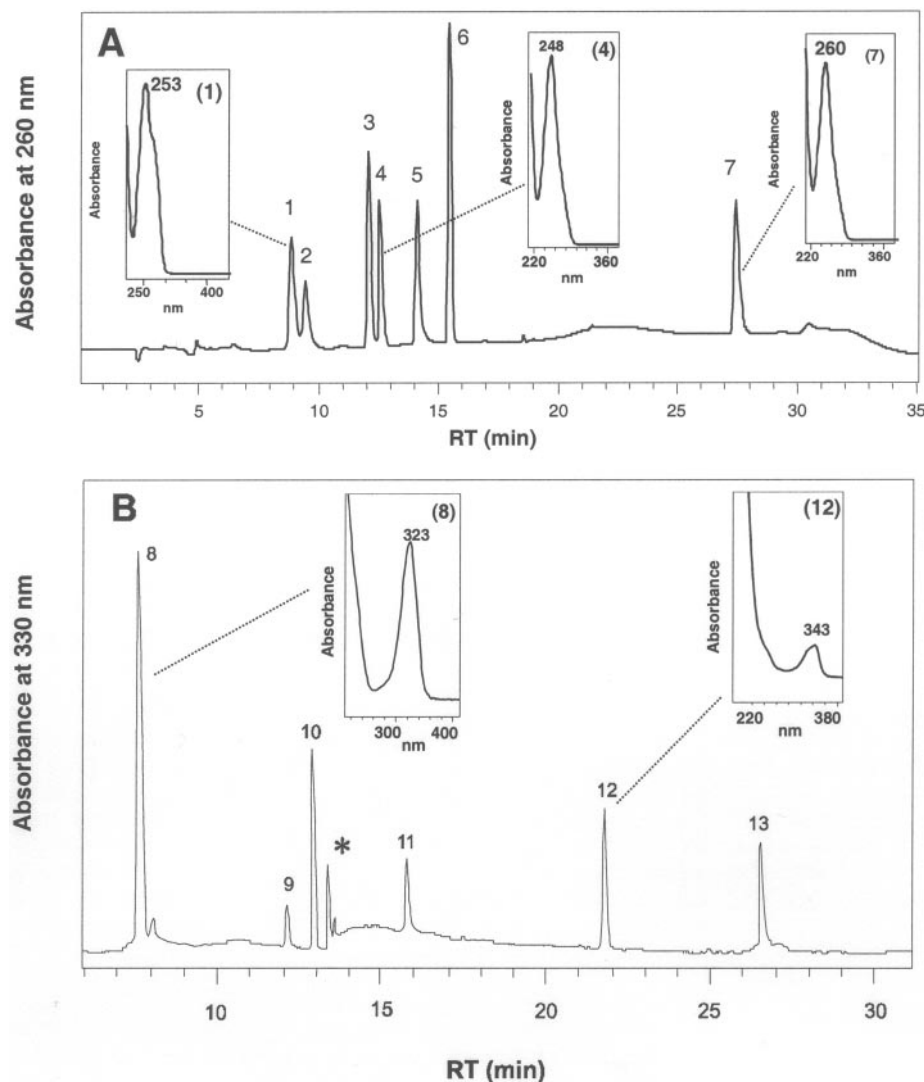 A
Absorbance at 260 nm
253
(1)
Absorbance
250
400
nm
1
2
3
4
5
6
248
(4)
Absorbance
220
360
nm
7
260
(7)
Absorbance
220
360
nm
5
10
15
20
25
30
35
RT (min)
B
Absorbance at 330 nm
8
323
(8)
Absorbance
300
400
nm
9
10
*
11
12
(12)
343
Absorbance
220
380
nm
13
10
15
20
25
30
RT (min)